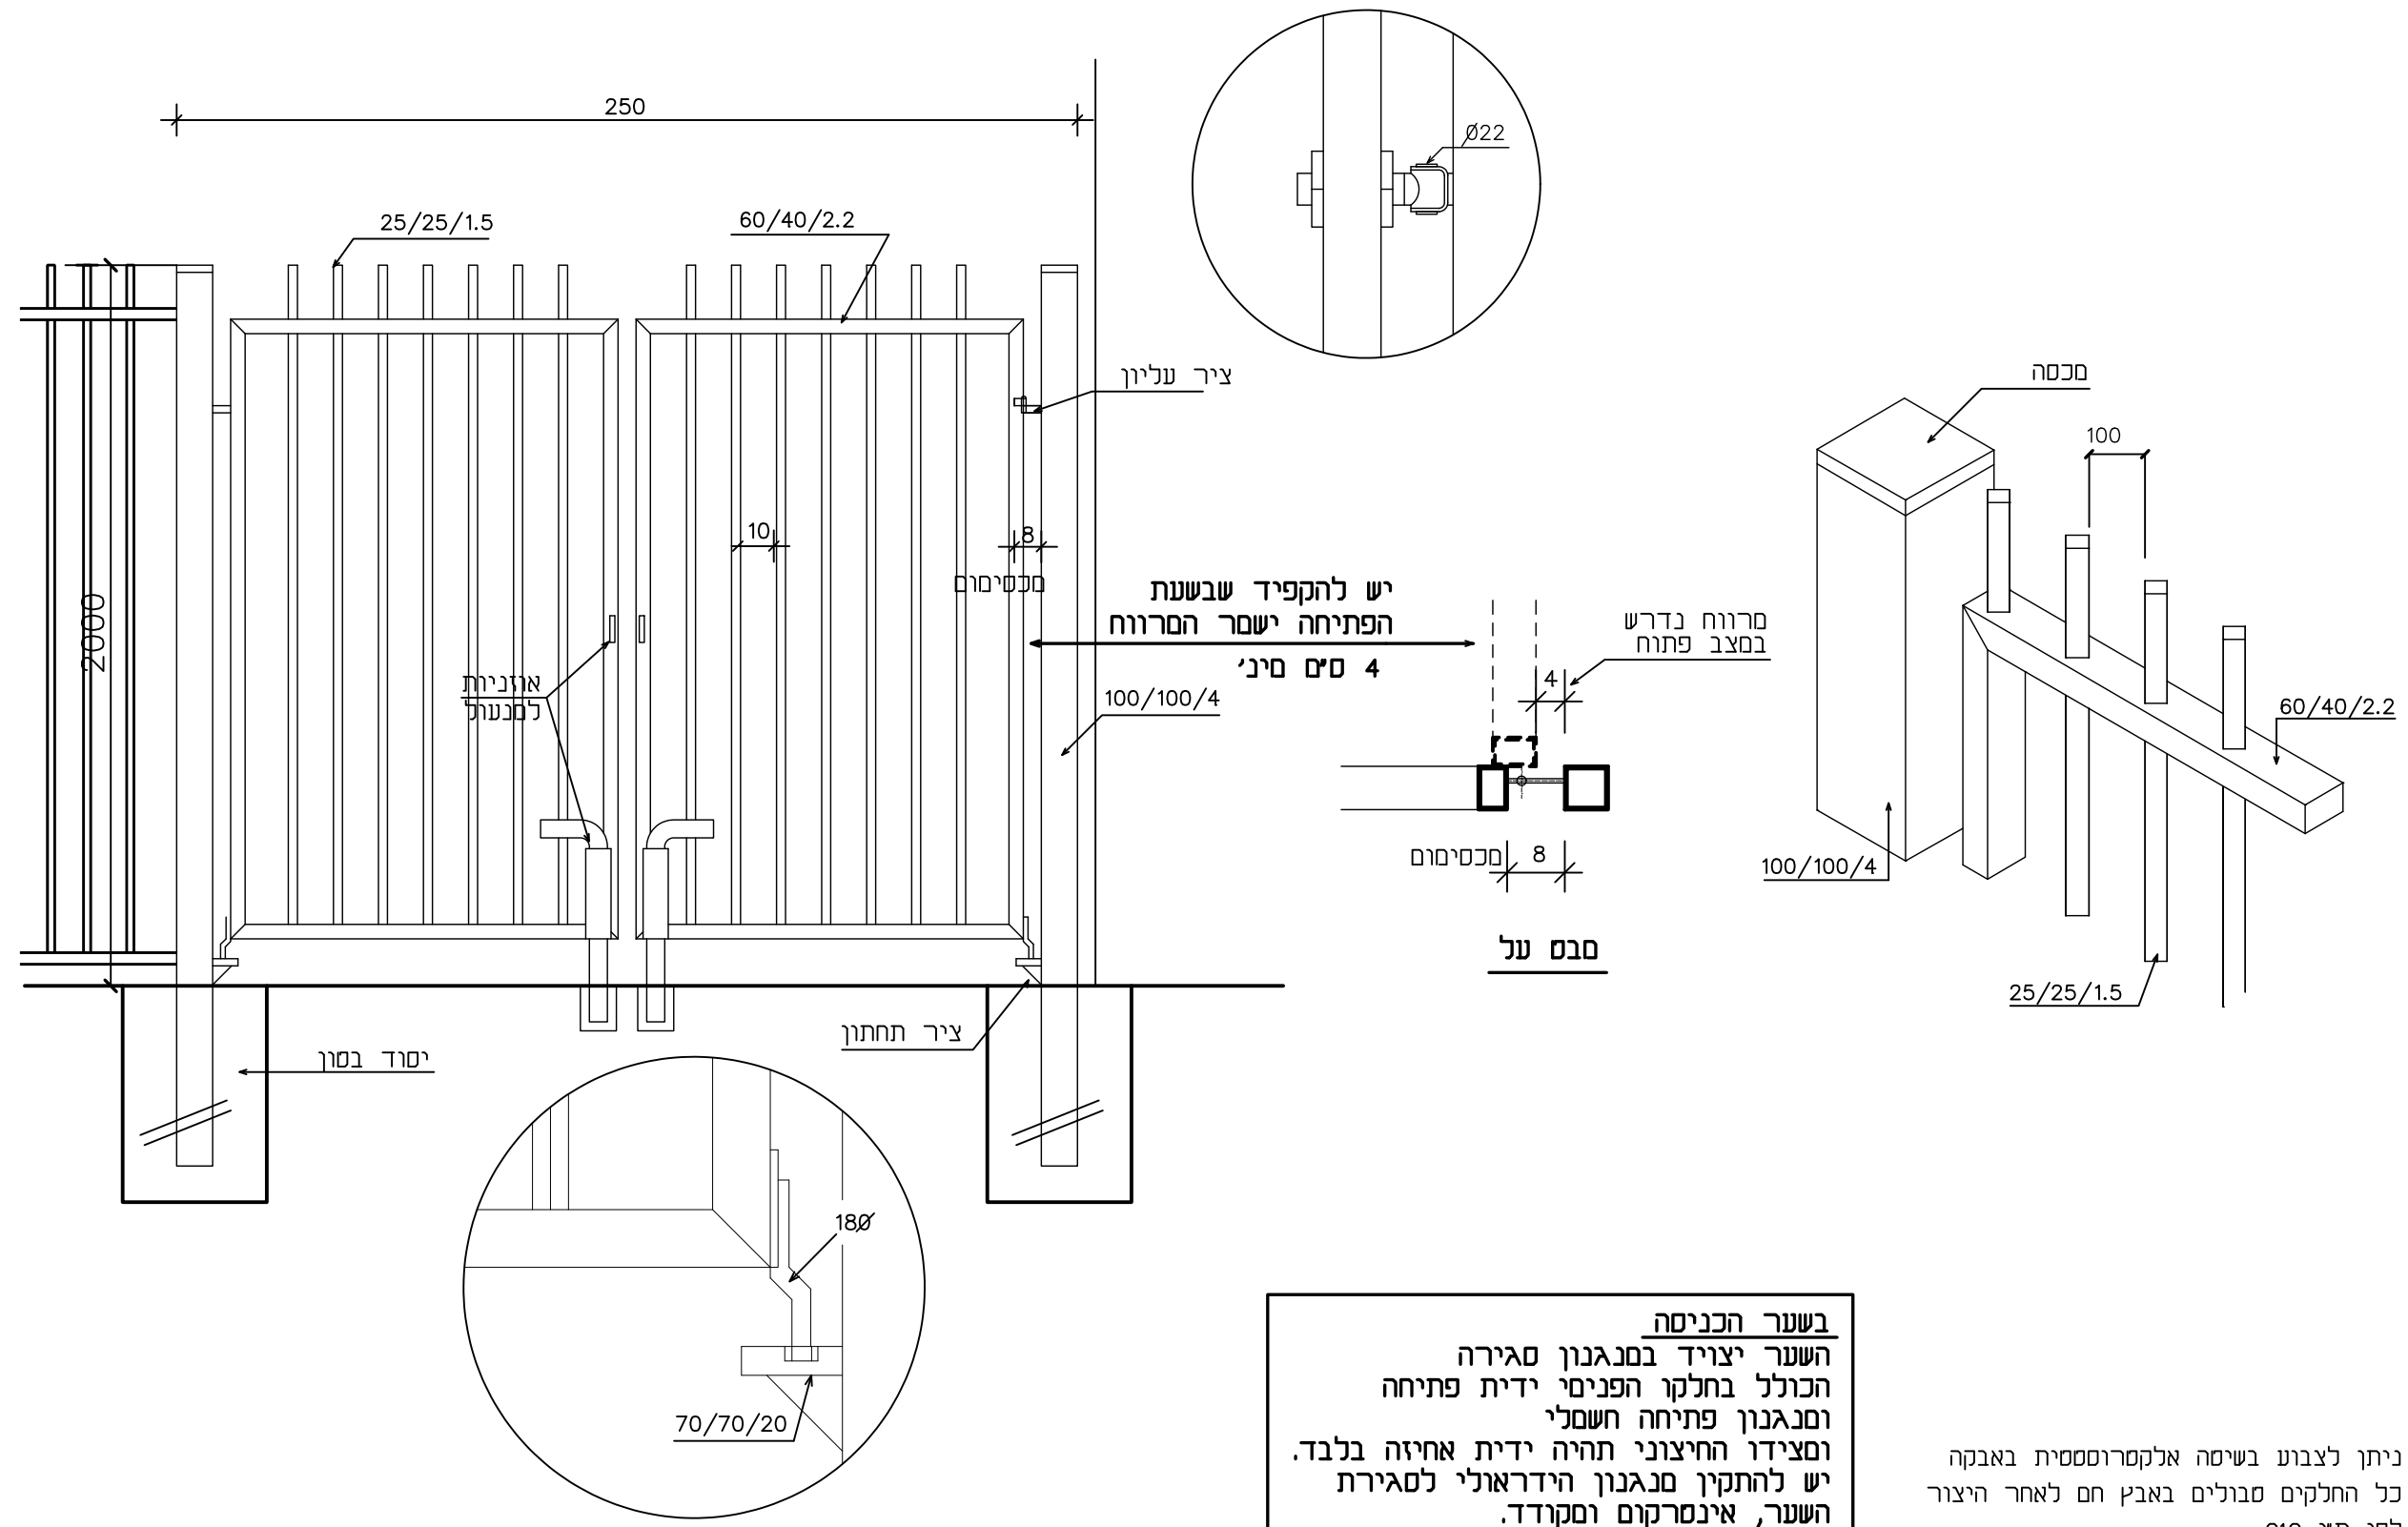 250
Ø22
25/25/1.5
60/40/2.2
ציר עליון
מכסה
100
10
8
מכסימום
2000
יש להקפיד שבשעת
הפתיחה ישמר המרווח
4 ס"מ מינ'
מרווח נדרש
במצב פתוח
4
אוזניות
למנעול
100/100/4
60/40/2.2
מכסימום
8
100/100/4
מבט על
25/25/1.5
ציר תחתון
יסוד בטון
180
70/70/20
בשער הכניסה
השער יצויד במנגנון סגירה
הכולל בחלקו הפנימי ידית פתיחה
ומנגנון פתיחה חשמלי
ומצידו החיצוני תהיה ידית אחיזה בלבד.
יש להתקין מנגנון הידראולי לסגירת
השער, אינטרקום ומקודד.
ניתן לצבוע בשיטה אלקטרוסטטית באבקה
כל החלקים טבולים באבץ חם לאחר היצור